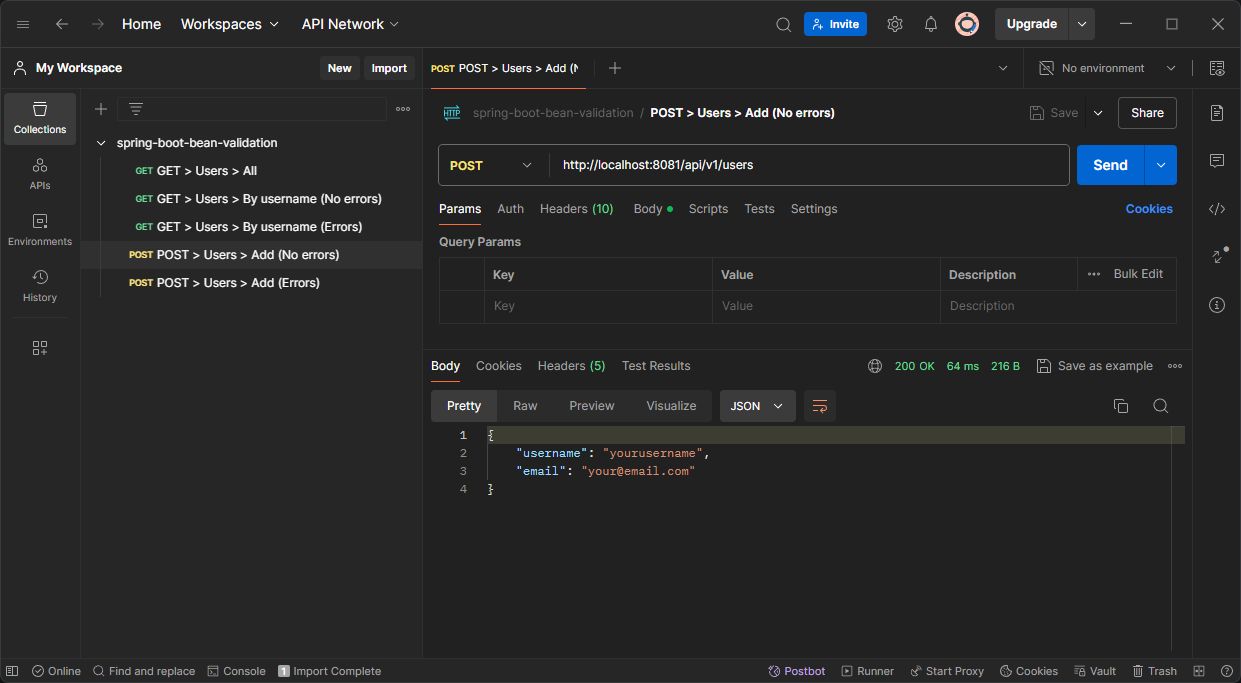 Home Workspaces API Network Invite Upgrade
My Workspace New Import POST POST > Users > Add (N No environment
Collections
APIs
Environments
History
spring-boot-bean-validation
GET GET > Users > All
GET GET > Users > By username (No errors)
GET GET > Users > By username (Errors)
POST POST > Users > Add (No errors)
POST POST > Users > Add (Errors)
HTTP spring-boot-bean-validation / POST > Users > Add (No errors) Save Share
POST http://localhost:8081/api/v1/users Send
Params Auth Headers (10) Body Scripts Tests Settings Cookies
Query Params
Key Value Description Bulk Edit
Key Value Description
Body Cookies Headers (5) Test Results 200 OK 64 ms 216 B Save as example
Pretty Raw Preview Visualize JSON
1 {
2 "username": "yourusername",
3 "email": "your@email.com"
4 }
Online Find and replace Console 1 Import Complete Postbot Runner Start Proxy Cookies Vault Trash